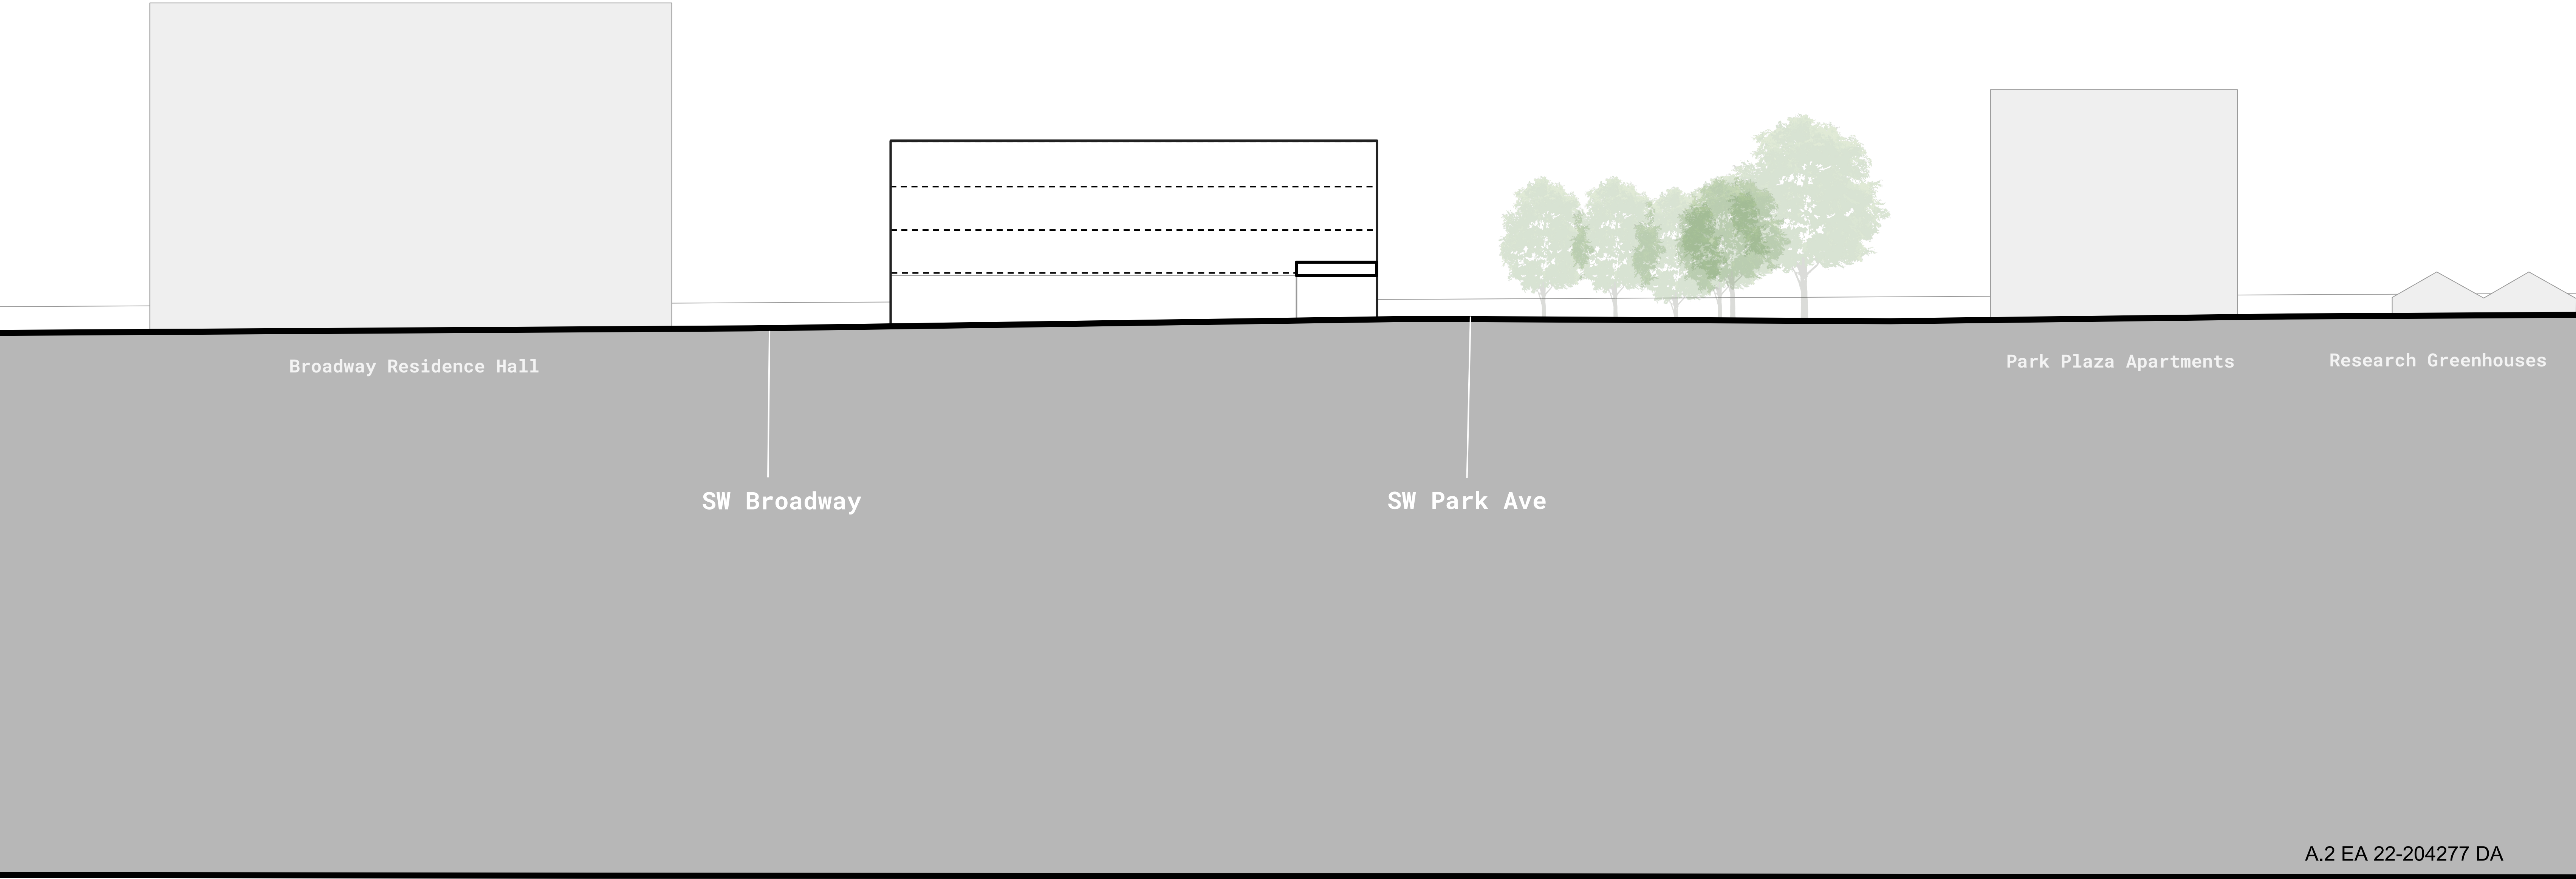 Broadway Residence Hall
Park Plaza Apartments
Research Greenhouses
SW Broadway
SW Park Ave
A.2 EA 22-204277 DA